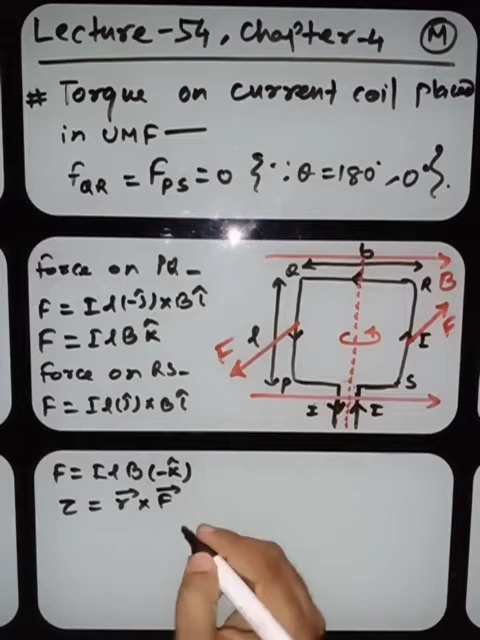 Lecture-54, Chapter-4 M
# Torque on current coil placed
in UMF —
fQR = FPS = 0 {∵ θ = 180°, 0°}.
Force on PQ -
F = Il(-ĵ)×Bî
F = IlB k̂
Force on RS-
F = Il(ĵ)×Bî
b
Q
R
B
F
l
I
F
P
S
I
I
F = IlB(-k̂)
τ = r⃗ × F⃗